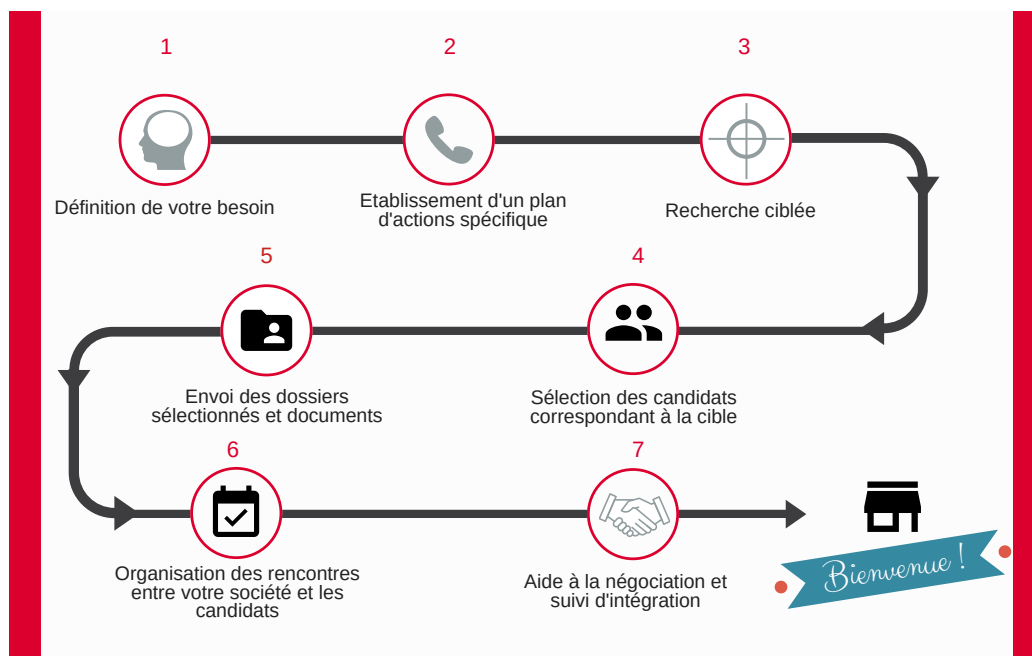 1
2
3
Définition de votre besoin
Etablissement d'un plan
d'actions spécifique
Recherche ciblée
4
5
Sélection des candidats
correspondant à la cible
Envoi des dossiers
sélectionnés et documents
6
7
Organisation des rencontres
entre votre société et les
candidats
Aide à la négociation et
suivi d'intégration
Bienvenue !